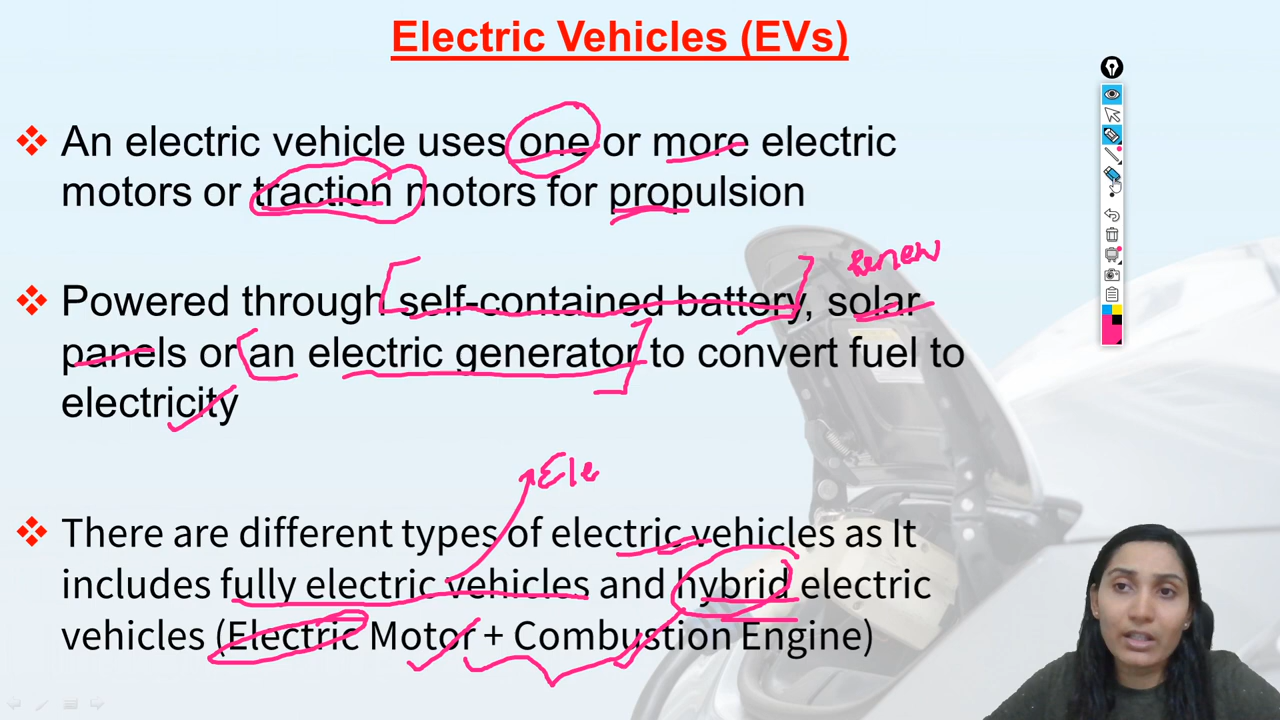 Electric Vehicles (EVs)
An electric vehicle uses one or more electric
motors or traction motors for propulsion
Renew
Powered through self-contained battery, solar
panels or an electric generator to convert fuel to
electricity
Ele
There are different types of electric vehicles as It
includes fully electric vehicles and hybrid electric
vehicles (Electric Motor + Combustion Engine)